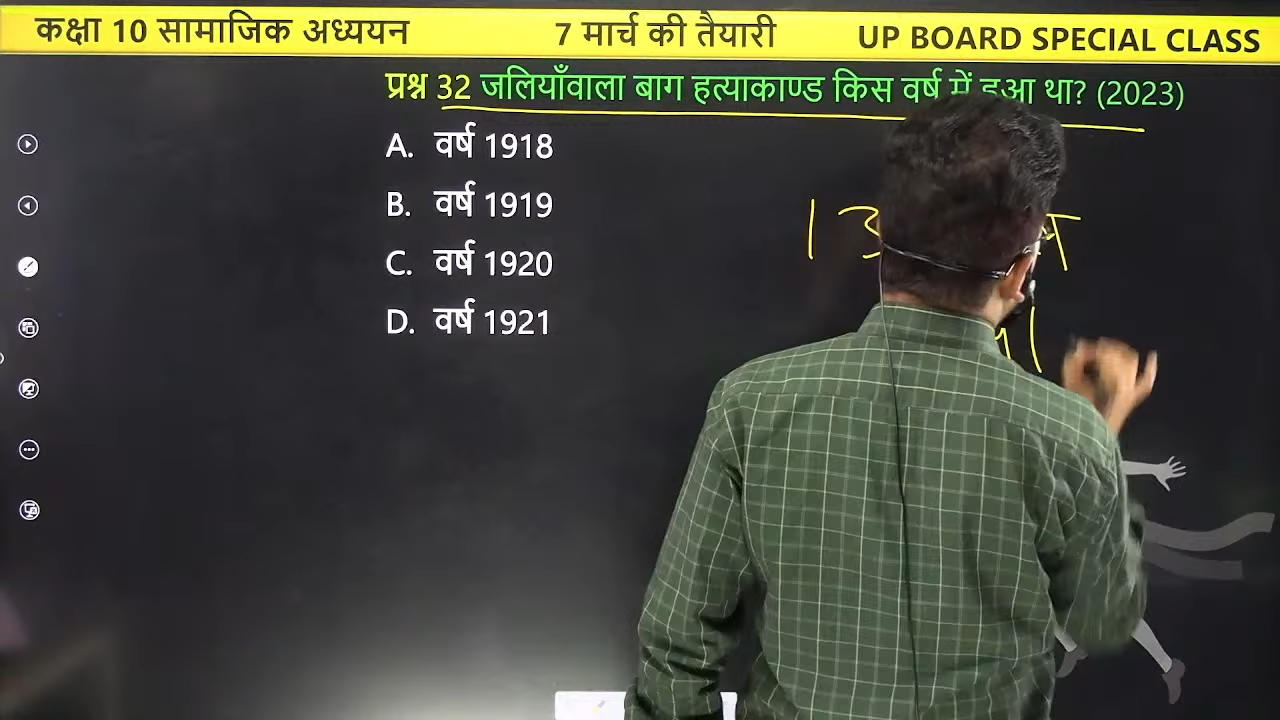 कक्षा 10 सामाजिक अध्ययन 7 मार्च की तैयारी UP BOARD SPECIAL CLASS
प्रश्न 32 जलियाँवाला बाग हत्याकाण्ड किस वर्ष में हुआ था? (2023)
A. वर्ष 1918
B. वर्ष 1919
C. वर्ष 1920
D. वर्ष 1921
13